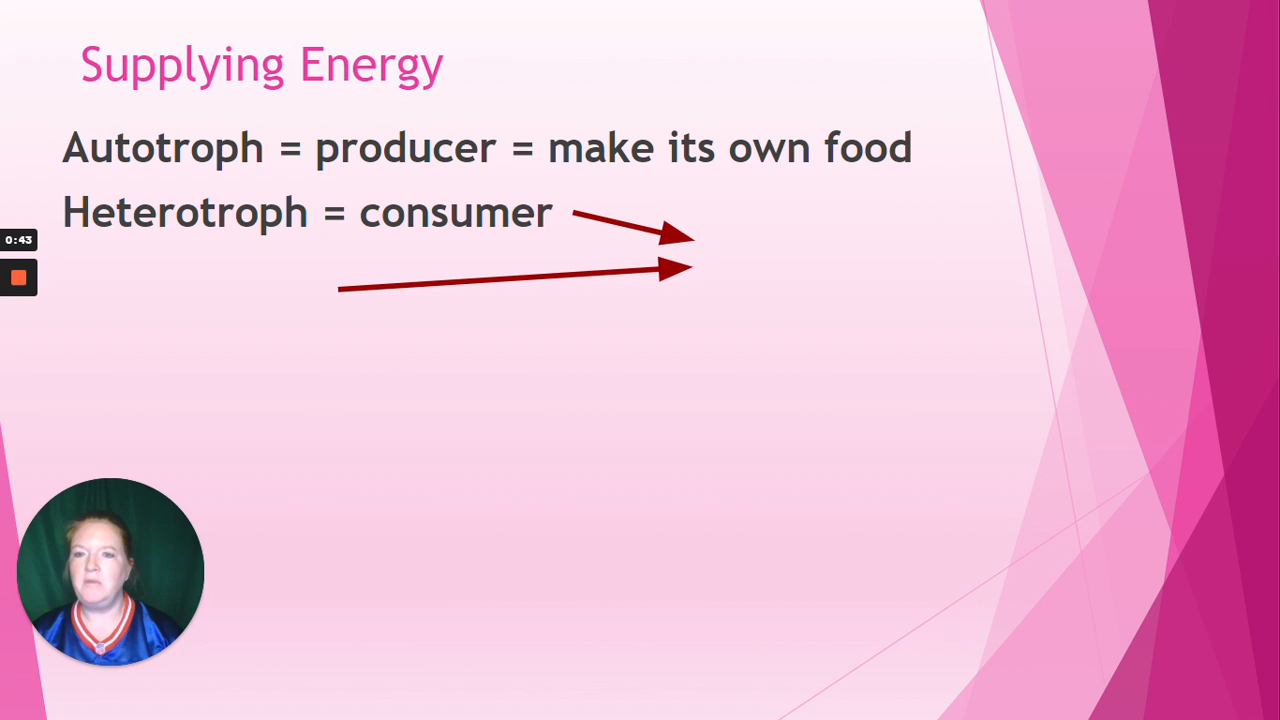 Supplying Energy
Autotroph = producer = make its own food
Heterotroph = consumer
0:43